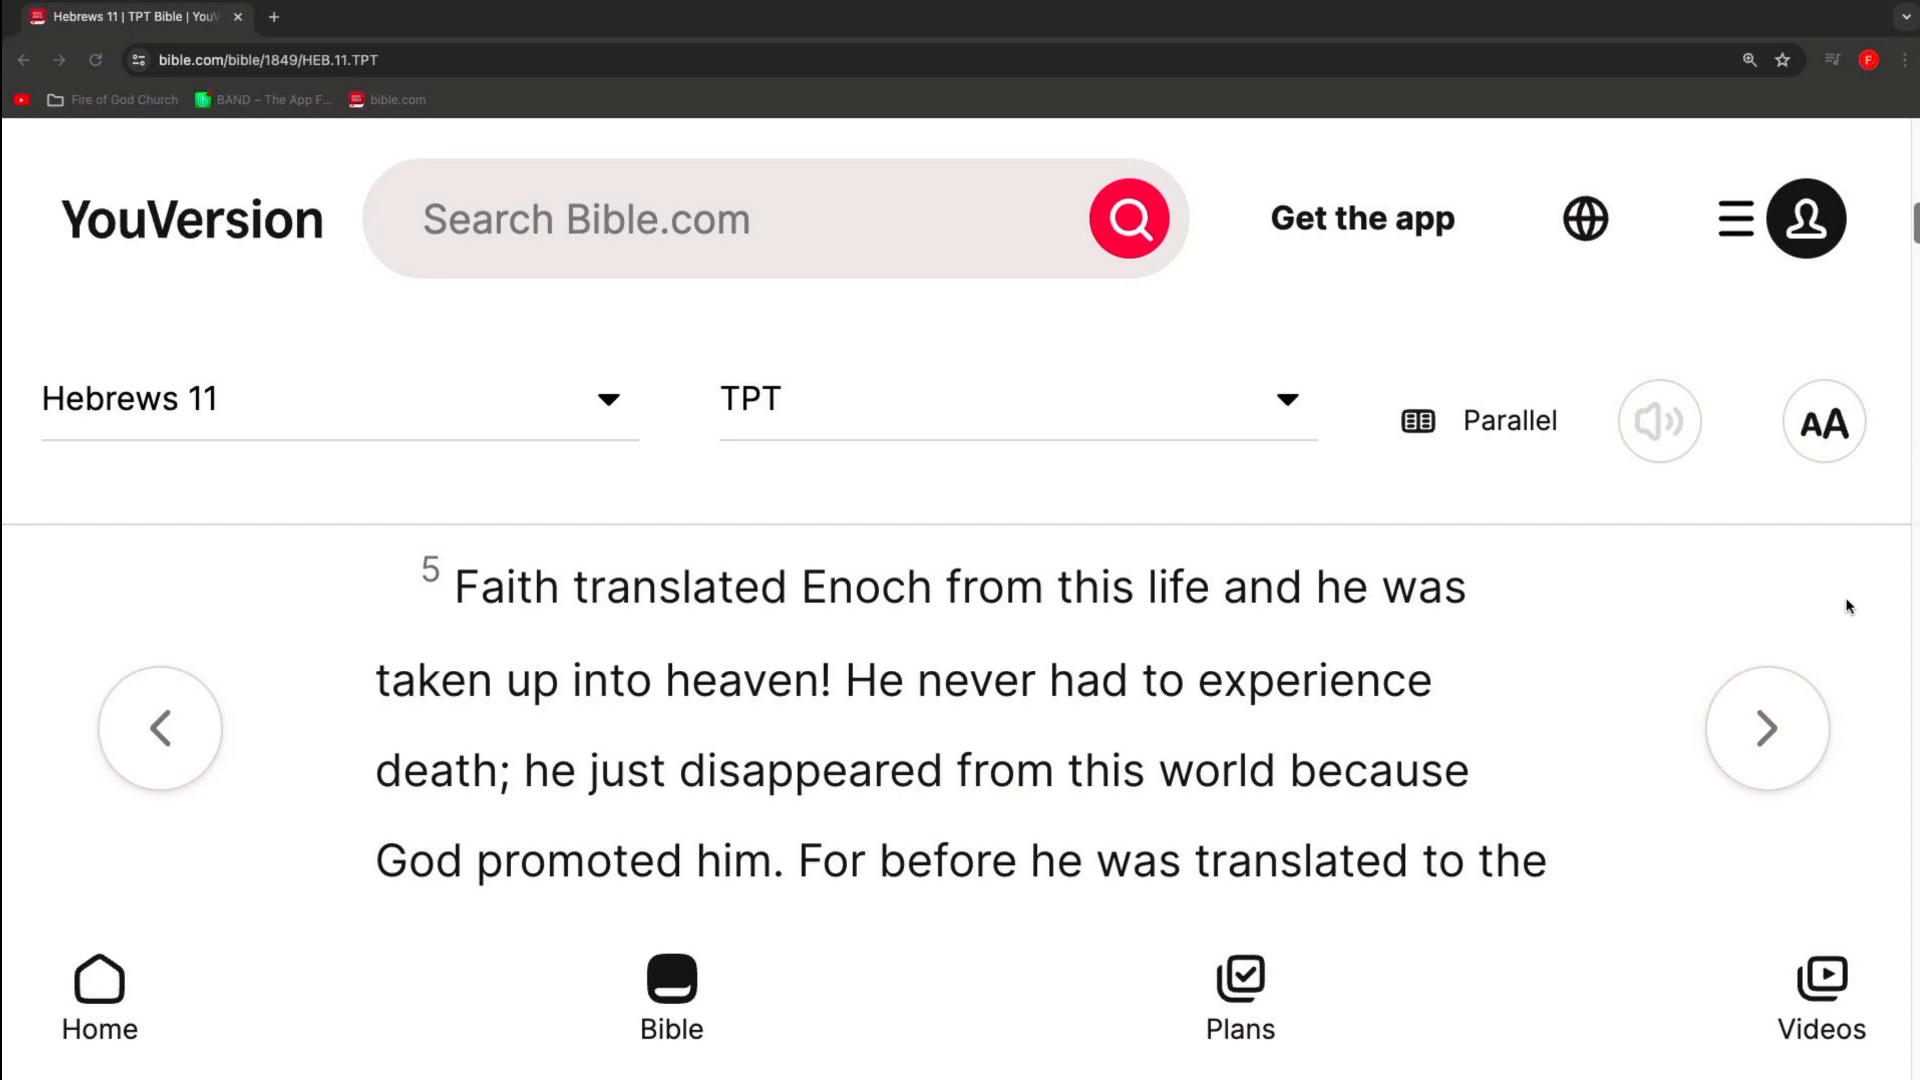 Hebrews 11 | TPT Bible | YouV
bible.com/bible/1849/HEB.11.TPT
F
Fire of God Church
BAND – The App F...
bible.com
YouVersion
Search Bible.com
Get the app
Hebrews 11
TPT
Parallel
AA
5 Faith translated Enoch from this life and he was
taken up into heaven! He never had to experience
death; he just disappeared from this world because
God promoted him. For before he was translated to the
Home
Bible
Plans
Videos